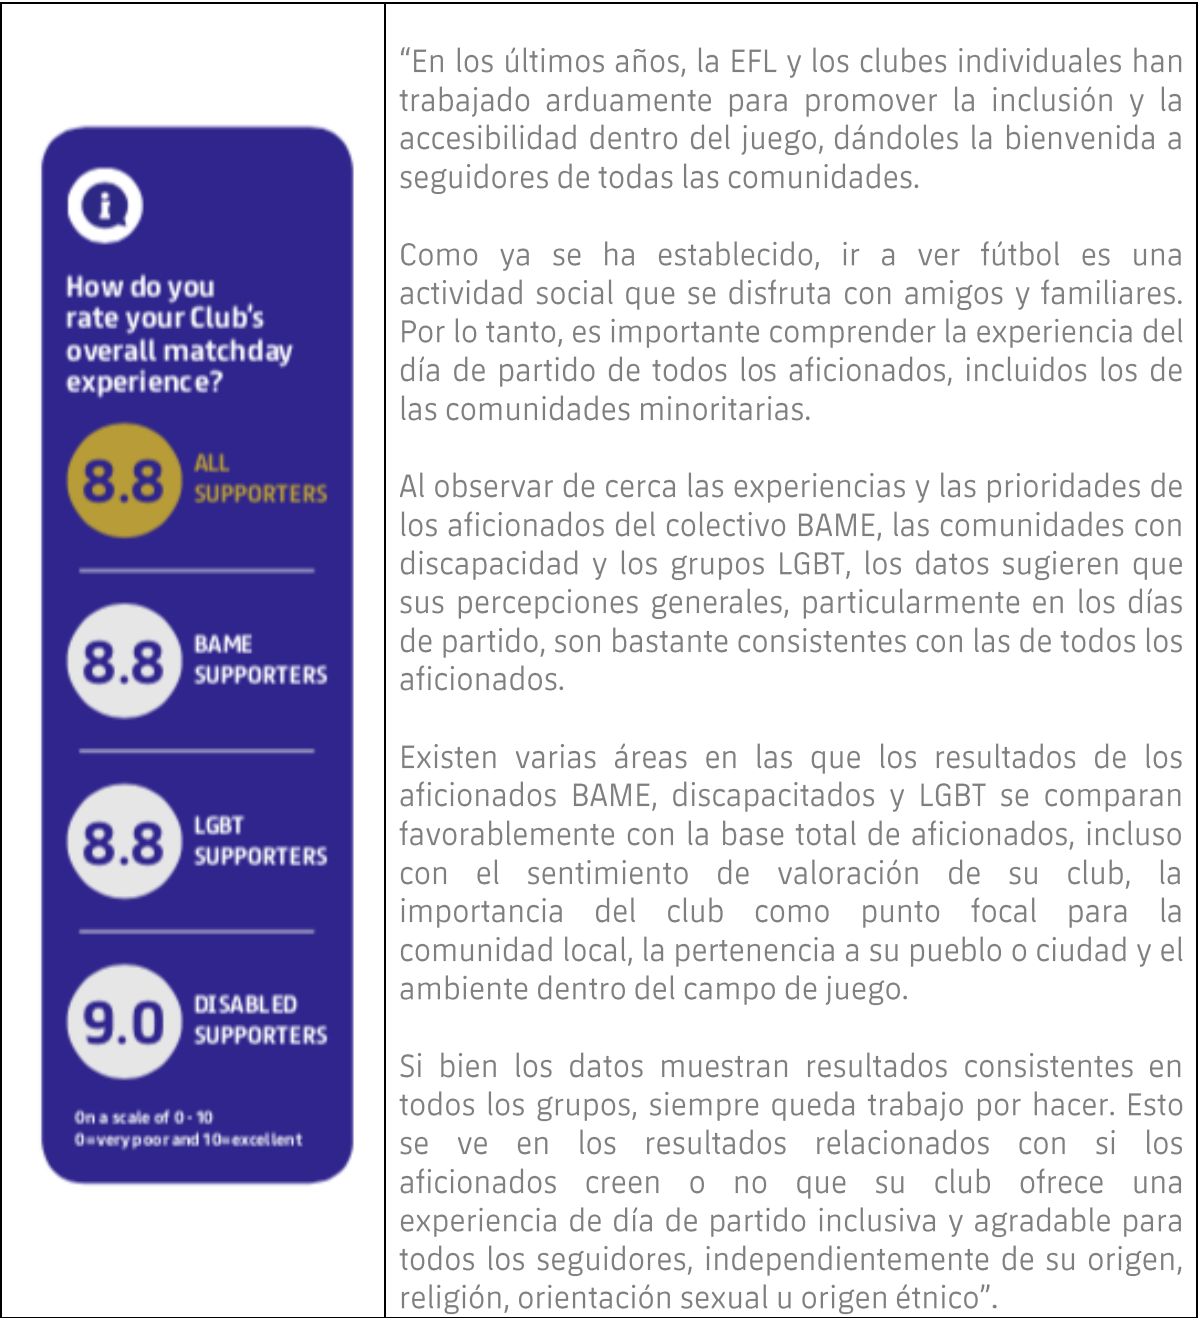 How do you
rate your Club's
overall matchday
experience?
8.8
ALL
SUPPORTERS
8.8
BAME
SUPPORTERS
8.8
LGBT
SUPPORTERS
9.0
DISABLED
SUPPORTERS
On a scale of 0 - 10
0=very poor and 10=excellent
“En los últimos años, la EFL y los clubes individuales han
trabajado arduamente para promover la inclusión y la
accesibilidad dentro del juego, dándoles la bienvenida a
seguidores de todas las comunidades.
Como ya se ha establecido, ir a ver fútbol es una
actividad social que se disfruta con amigos y familiares.
Por lo tanto, es importante comprender la experiencia del
día de partido de todos los aficionados, incluidos los de
las comunidades minoritarias.
Al observar de cerca las experiencias y las prioridades de
los aficionados del colectivo BAME, las comunidades con
discapacidad y los grupos LGBT, los datos sugieren que
sus percepciones generales, particularmente en los días
de partido, son bastante consistentes con las de todos los
aficionados.
Existen varias áreas en las que los resultados de los
aficionados BAME, discapacitados y LGBT se comparan
favorablemente con la base total de aficionados, incluso
con el sentimiento de valoración de su club, la
importancia del club como punto focal para la
comunidad local, la pertenencia a su pueblo o ciudad y el
ambiente dentro del campo de juego.
Si bien los datos muestran resultados consistentes en
todos los grupos, siempre queda trabajo por hacer. Esto
se ve en los resultados relacionados con si los
aficionados creen o no que su club ofrece una
experiencia de día de partido inclusiva y agradable para
todos los seguidores, independientemente de su origen,
religión, orientación sexual u origen étnico”.